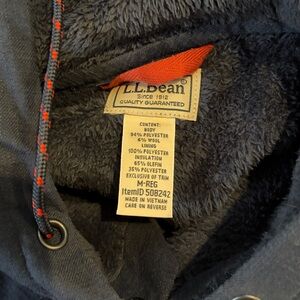 L.L.Bean
Since 1912
QUALITY GUARANTEED
CONTENT:
BODY
94% POLYESTER
6% WOOL
LINING
100% POLYESTER
INSULATION
65% OLEFIN
35% POLYESTER
EXCLUSIVE OF TRIM
M-REG
ItemID 508242
MADE IN VIETNAM
CARE ON REVERSE